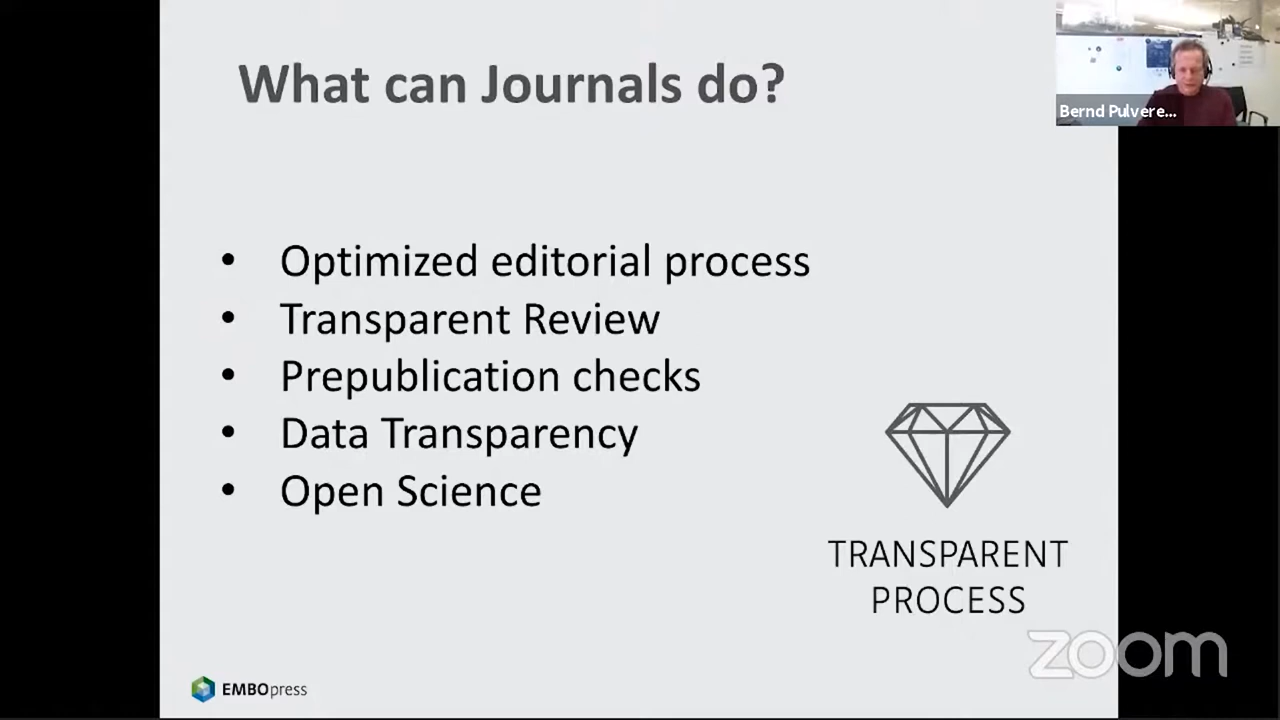 What can Journals do?
Bernd Pulvere...
• Optimized editorial process
• Transparent Review
• Prepublication checks
• Data Transparency
• Open Science
TRANSPARENT
PROCESS
zoom
EMBOpress